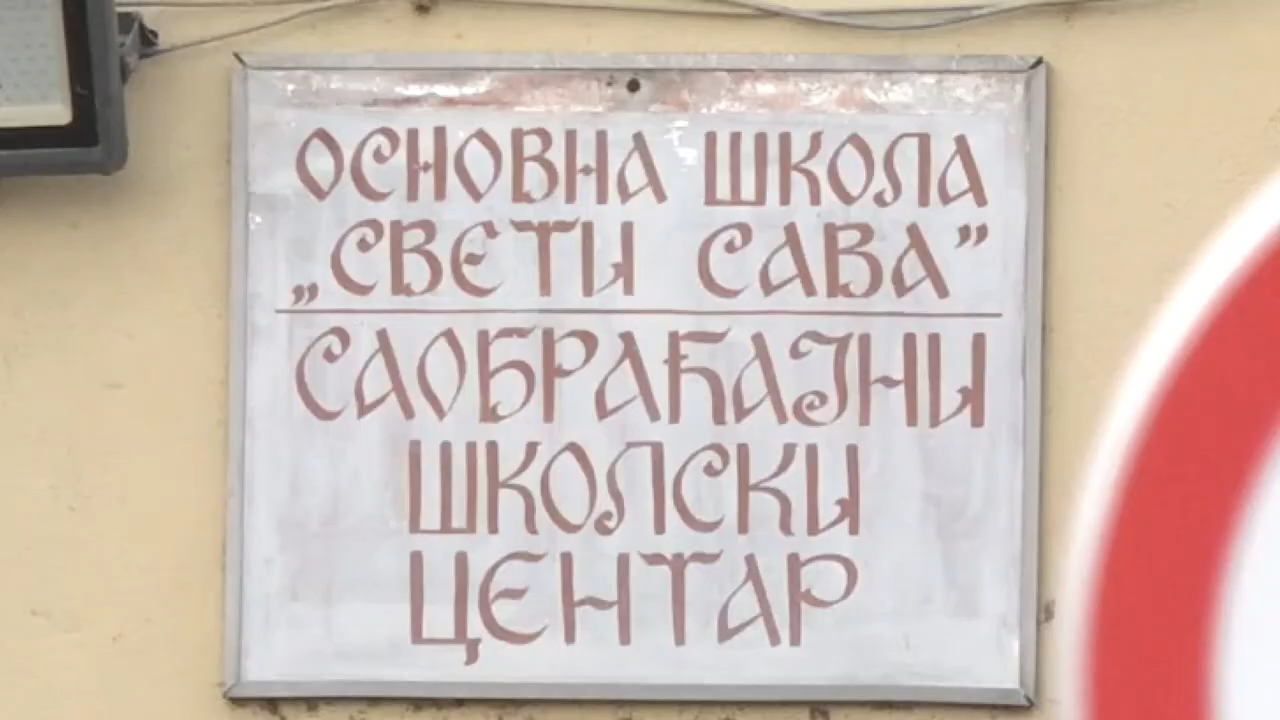 ОСНОВНА ШКОЛА
„СВЕТИ САВА”
САОБРАЋАЈНИ
ШКОЛСКИ
ЦЕНТАР